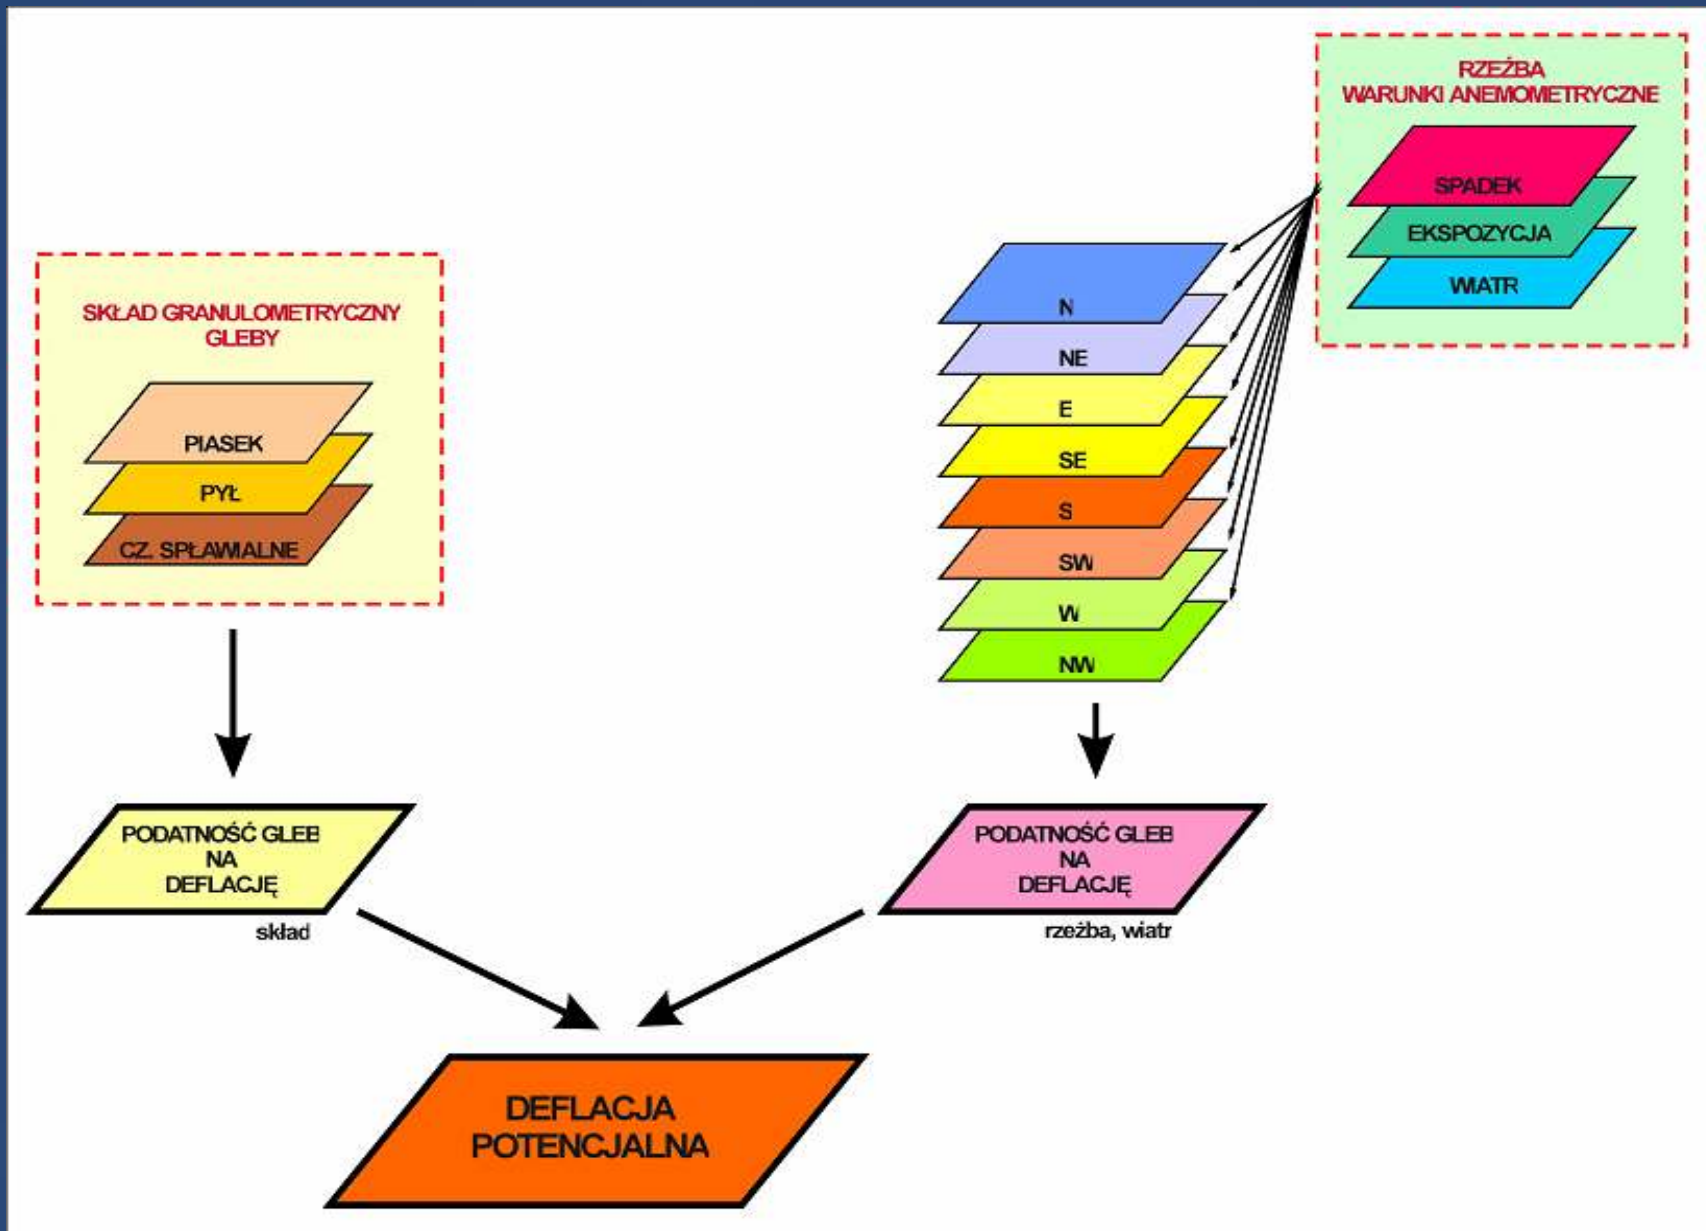 RZEŹBA
WARUNKI ANEMOMETRYCZNE
SPADEK
EKSPOZYCJA
WIATR
SKŁAD GRANULOMETRYCZNY
GLEBY
PIASEK
PYŁ
CZ. SPŁAWIALNE
N
NE
E
SE
S
SW
W
NW
PODATNOŚĆ GLEB
NA
DEFLACJĘ
skład
PODATNOŚĆ GLEB
NA
DEFLACJĘ
rzeźba, wiatr
DEFLACJA
POTENCJALNA